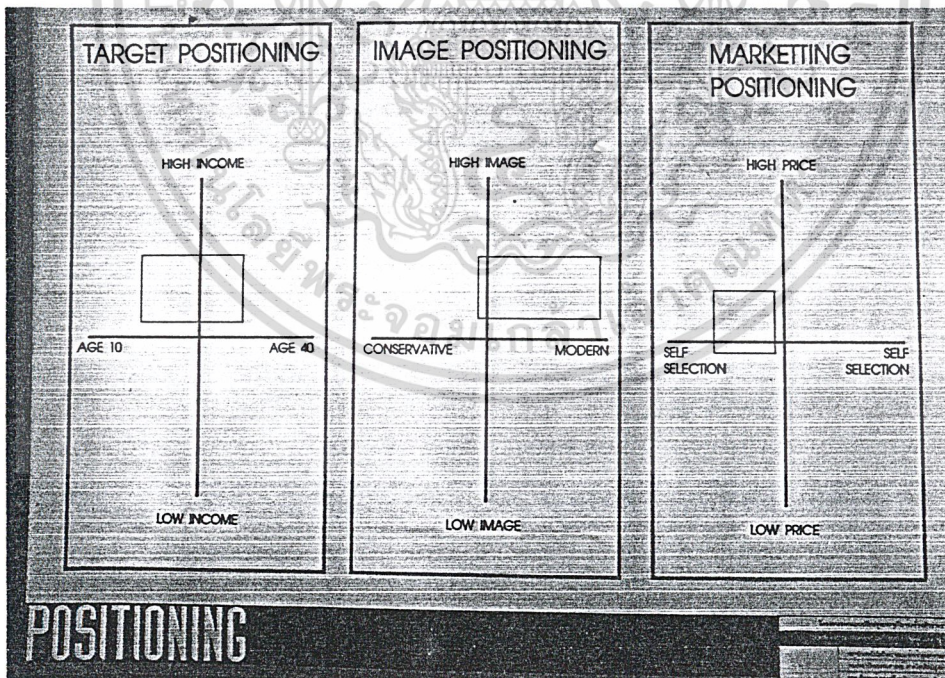 TARGET POSITIONING
HIGH INCOME
AGE 10
AGE 40
LOW INCOME
IMAGE POSITIONING
HIGH IMAGE
CONSERVATIVE
MODERN
LOW IMAGE
MARKETTING
POSITIONING
HIGH PRICE
SELF
SELECTION
SELF
SELECTION
LOW PRICE
POSITIONING